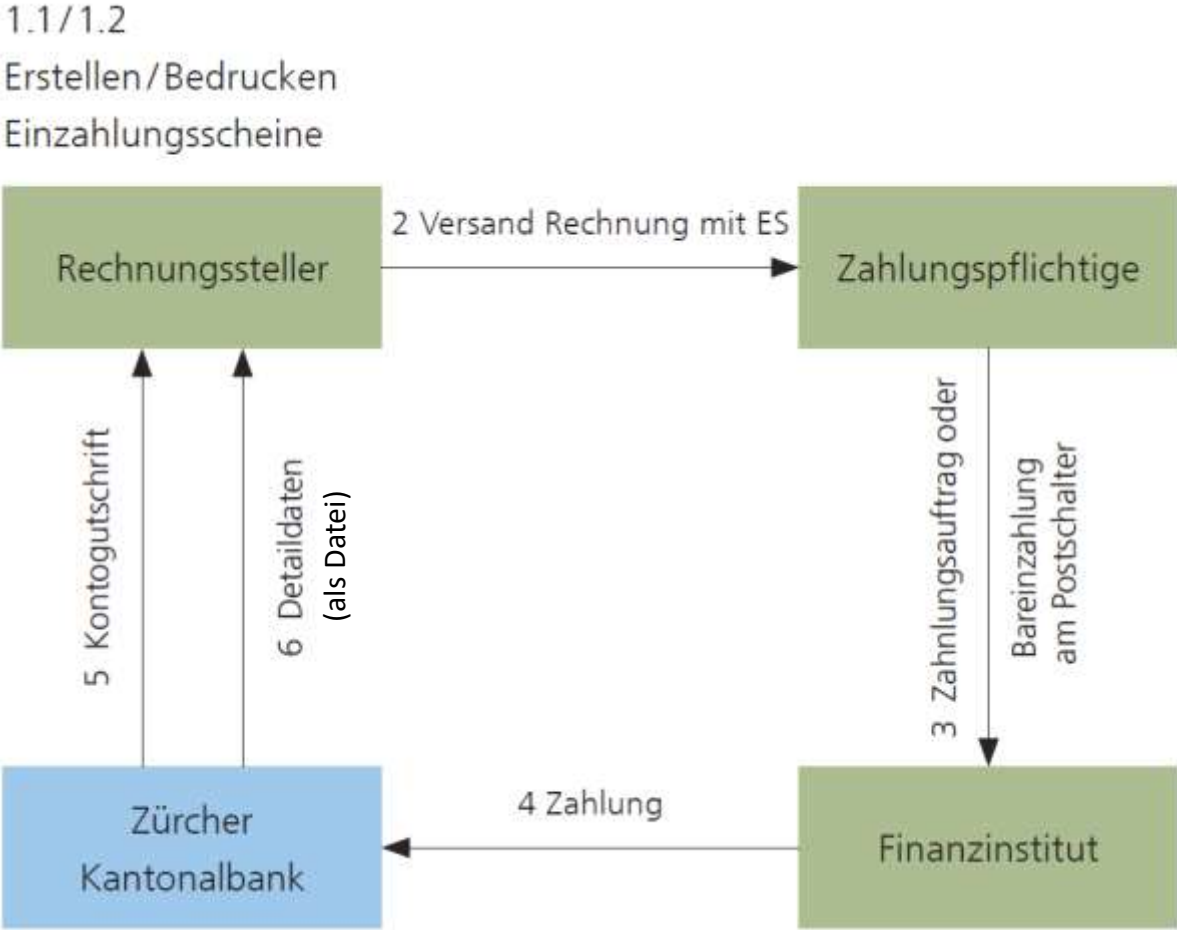 1.1/1.2
Erstellen/Bedrucken
Einzahlungsscheine
Rechnungssteller
2 Versand Rechnung mit ES
Zahlungspflichtige
5 Kontogutschrift
6 Detaildaten
(als Datei)
3 Zahnlungsauftrag oder
Bareinzahlung
am Postschalter
Zürcher
Kantonalbank
4 Zahlung
Finanzinstitut